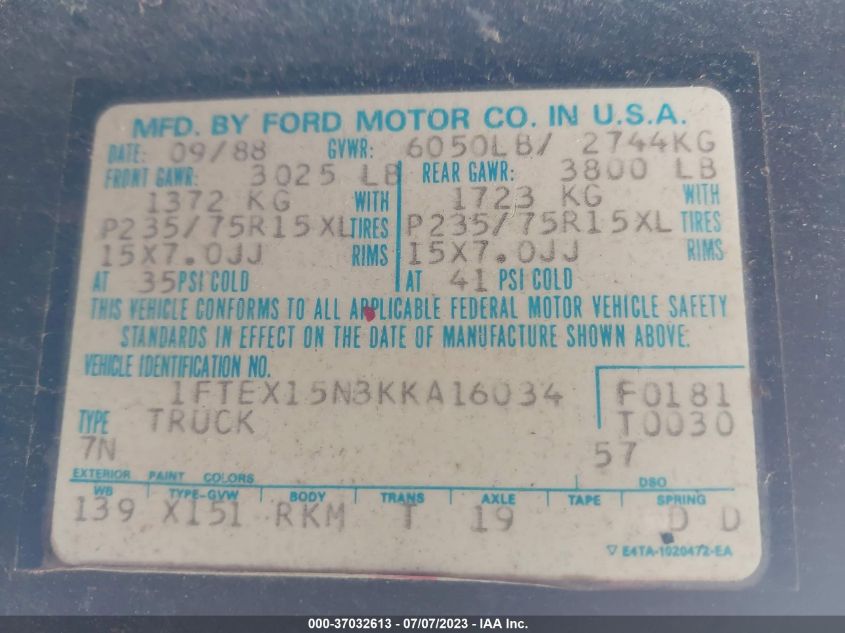 MFD. BY FORD MOTOR CO. IN U.S.A.
DATE: 09/88 GVWR: 6050LB/ 2744KG
FRONT GAWR: 3025 LB REAR GAWR: 3800 LB
1372 KG WITH 1723 KG WITH
P235/75R15XL TIRES P235/75R15XL TIRES
15X7.0JJ RIMS 15X7.0JJ RIMS
AT 35 PSI COLD AT 41 PSI COLD
THIS VEHICLE CONFORMS TO ALL APPLICABLE FEDERAL MOTOR VEHICLE SAFETY
STANDARDS IN EFFECT ON THE DATE OF MANUFACTURE SHOWN ABOVE.
VEHICLE IDENTIFICATION NO.
1FTEX15N3KKA16034 F0181
TYPE TRUCK T0030
7N 57
EXTERIOR PAINT COLORS DSO
WB TYPE-GVW BODY TRANS AXLE TAPE SPRING
139 X151 RKM T 19 D D
E4TA-1020472-EA
000-37032613 - 07/07/2023 - IAA Inc.